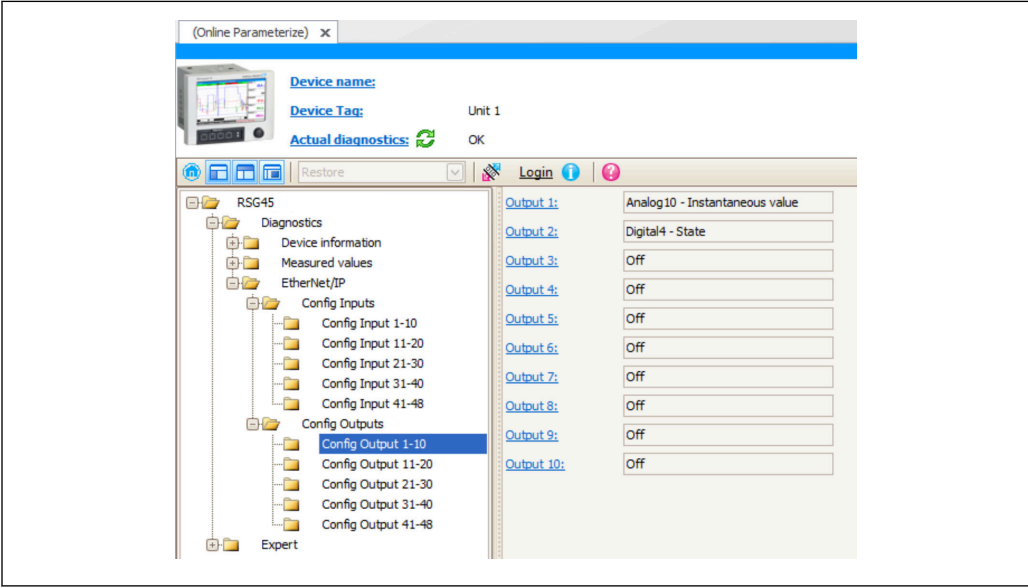 (Online Parameterize) x
Device name:
Device Tag: Unit 1
Actual diagnostics: OK
Restore Login
RSG45
Diagnostics
Device information
Measured values
EtherNet/IP
Config Inputs
Config Input 1-10
Config Input 11-20
Config Input 21-30
Config Input 31-40
Config Input 41-48
Config Outputs
Config Output 1-10
Config Output 11-20
Config Output 21-30
Config Output 31-40
Config Output 41-48
Expert
Output 1: Analog10 - Instantaneous value
Output 2: Digital4 - State
Output 3: Off
Output 4: Off
Output 5: Off
Output 6: Off
Output 7: Off
Output 8: Off
Output 9: Off
Output 10: Off